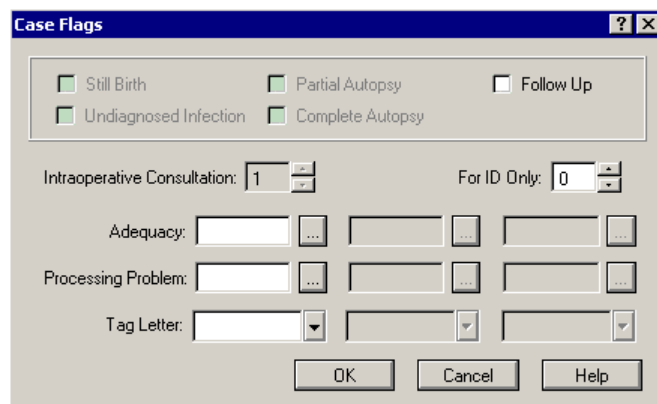 Case Flags
Still Birth Partial Autopsy Follow Up
Undiagnosed Infection Complete Autopsy
Intraoperative Consultation: 1 For ID Only: 0
Adequacy: ... ... ...
Processing Problem: ... ... ...
Tag Letter:
OK Cancel Help